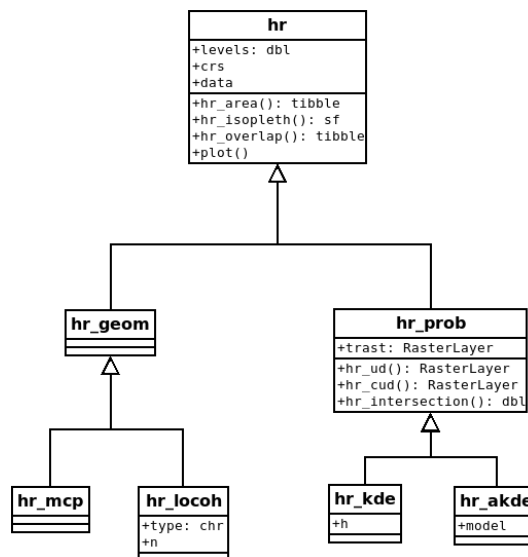 hr
+levels: dbl
+crs
+data
+hr_area(): tibble
+hr_isopleth(): sf
+hr_overlap(): tibble
+plot()
hr_geom
hr_prob
+trast: RasterLayer
+hr_ud(): RasterLayer
+hr_cud(): RasterLayer
+hr_intersection(): dbl
hr_mcp
hr_locoh
+type: chr
+n
hr_kde
+h
hr_akde
+model